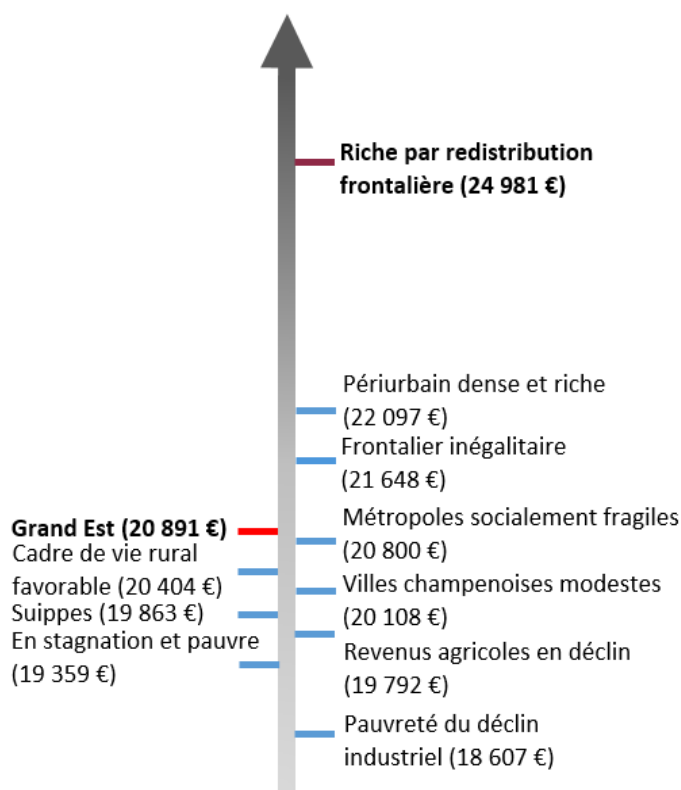 Riche par redistribution
frontalière (24 981 €)
Périurbain dense et riche
(22 097 €)
Frontalier inégalitaire
(21 648 €)
Métropoles socialement fragiles
(20 800 €)
Villes champenoises modestes
(20 108 €)
Revenus agricoles en déclin
(19 792 €)
Pauvreté du déclin
industriel (18 607 €)
Grand Est (20 891 €)
Cadre de vie rural
favorable (20 404 €)
Suippes (19 863 €)
En stagnation et pauvre
(19 359 €)